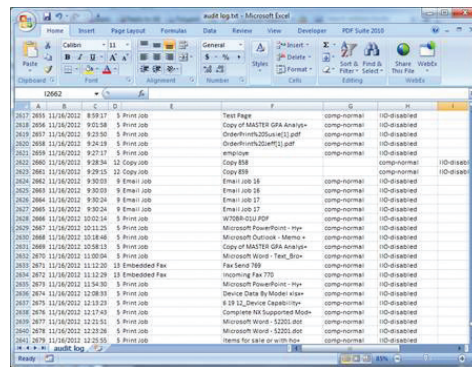 audit log.txt - Microsoft Excel
Home Insert Page Layout Formulas Data Review View Developer PDF Suite 2010
Calibri 11 General Insert Σ
Paste B I U A A $ % , Styles Delete Sort & Find & Share WebEx
Format Filter Select This File
Clipboard Font Alignment Number Cells Editing WebEx
I2662 fx
A B C D E F G H I
2617 2655 11/16/2012 8:59:17 5 Print Job Test Page comp-normal IIO-disabled
2618 2656 11/16/2012 9:01:58 5 Print Job Copy of MASTER GPA Analys+ comp-normal IIO-disabled
2619 2657 11/16/2012 9:23:50 5 Print Job OrderPrint%20Susie[1].pdf comp-normal IIO-disabled
2620 2658 11/16/2012 9:24:19 5 Print Job OrderPrint%20Jeff[1].pdf comp-normal IIO-disabled
2621 2659 11/16/2012 9:27:17 5 Print Job employe comp-normal IIO-disabled
2622 2660 11/16/2012 9:28:34 12 Copy Job Copy 858 comp-normal IIO-disabl
2623 2661 11/16/2012 9:29:15 12 Copy Job Copy 859 comp-normal IIO-disabl
2624 2662 11/16/2012 9:30:03 9 Email Job Email Job 16 comp-normal IIO-disabled
2625 2663 11/16/2012 9:30:03 9 Email Job Email Job 16 comp-normal IIO-disabled
2626 2664 11/16/2012 9:30:24 9 Email Job Email Job 17 comp-normal IIO-disabled
2627 2665 11/16/2012 9:30:24 9 Email Job Email Job 17 comp-normal IIO-disabled
2628 2666 11/16/2012 10:02:14 5 Print Job W70BP-01U.PDF comp-normal IIO-disabled
2629 2667 11/16/2012 10:11:25 5 Print Job Microsoft PowerPoint - Hy+ comp-normal IIO-disabled
2630 2668 11/16/2012 10:18:48 5 Print Job Microsoft Outlook - Memo + comp-normal IIO-disabled
2631 2669 11/16/2012 10:58:13 5 Print Job Copy of MASTER GPA Analys+ comp-normal IIO-disabled
2632 2670 11/16/2012 11:00:04 5 Print Job Microsoft Word - Text_Bro+ comp-normal IIO-disabled
2633 2671 11/16/2012 11:11:20 13 Embedded Fax Fax Send 769 comp-normal IIO-disabled
2634 2672 11/16/2012 11:12:29 13 Embedded Fax Incoming Fax 770 comp-normal IIO-disabled
2635 2673 11/16/2012 11:54:30 5 Print Job Microsoft PowerPoint - Hy+ comp-normal IIO-disabled
2636 2674 11/16/2012 12:08:33 5 Print Job Device Data By Model xlsx+ comp-normal IIO-disabled
2637 2675 11/16/2012 12:13:23 5 Print Job 6 19 12_Device Capability+ comp-normal IIO-disabled
2638 2676 11/16/2012 12:17:43 5 Print Job Complete NX Supported Mod+ comp-normal IIO-disabled
2639 2677 11/16/2012 12:21:51 5 Print Job Microsoft Word - 52201.dot comp-normal IIO-disabled
2640 2678 11/16/2012 12:23:26 5 Print Job Microsoft Word - 52201.dot comp-normal IIO-disabled
2641 2679 11/16/2012 12:25:55 5 Print Job Items for sale or with ho+ comp-normal IIO-disabled
audit log
Ready 85%